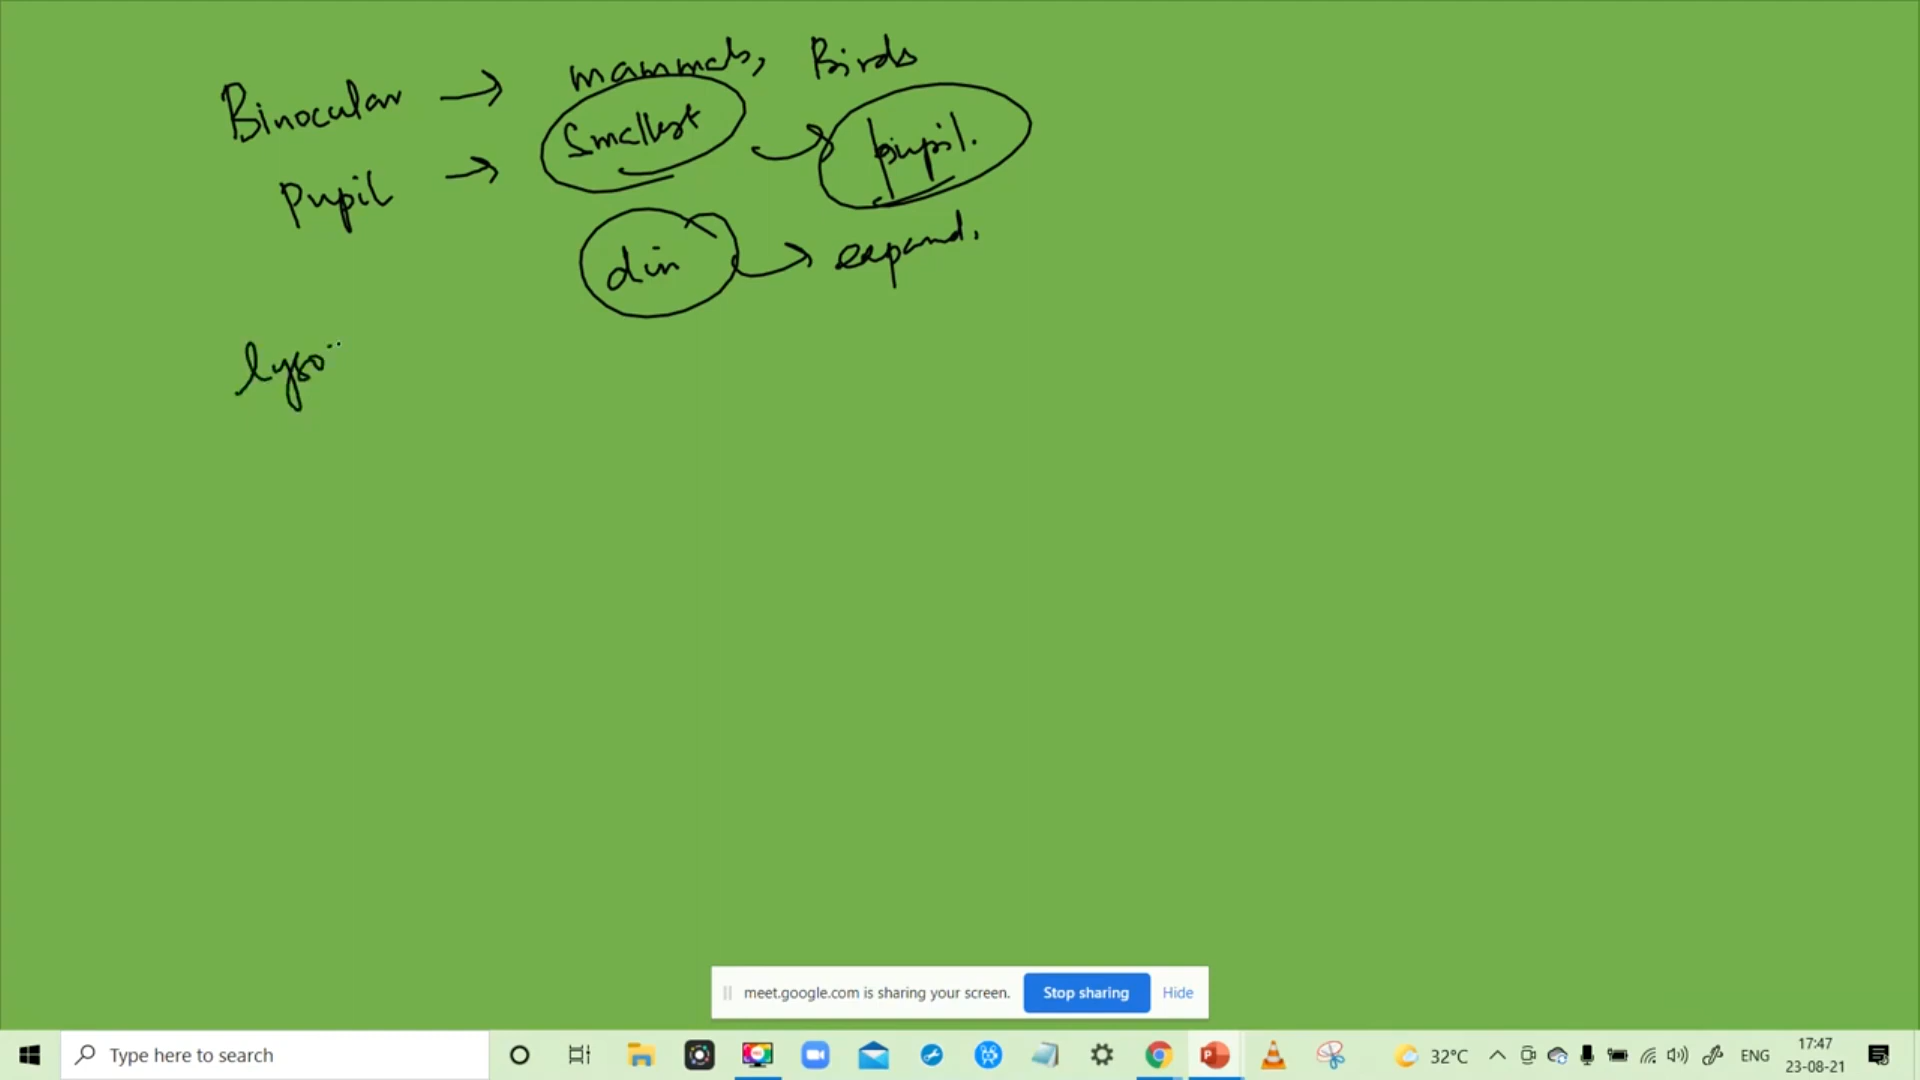 Binocular → mammals, Birds
Pupil → Smallest pupil.
dim → expand.
lyso
meet.google.com is sharing your screen. Stop sharing Hide
Type here to search
32°C ENG 17:47
23-08-21